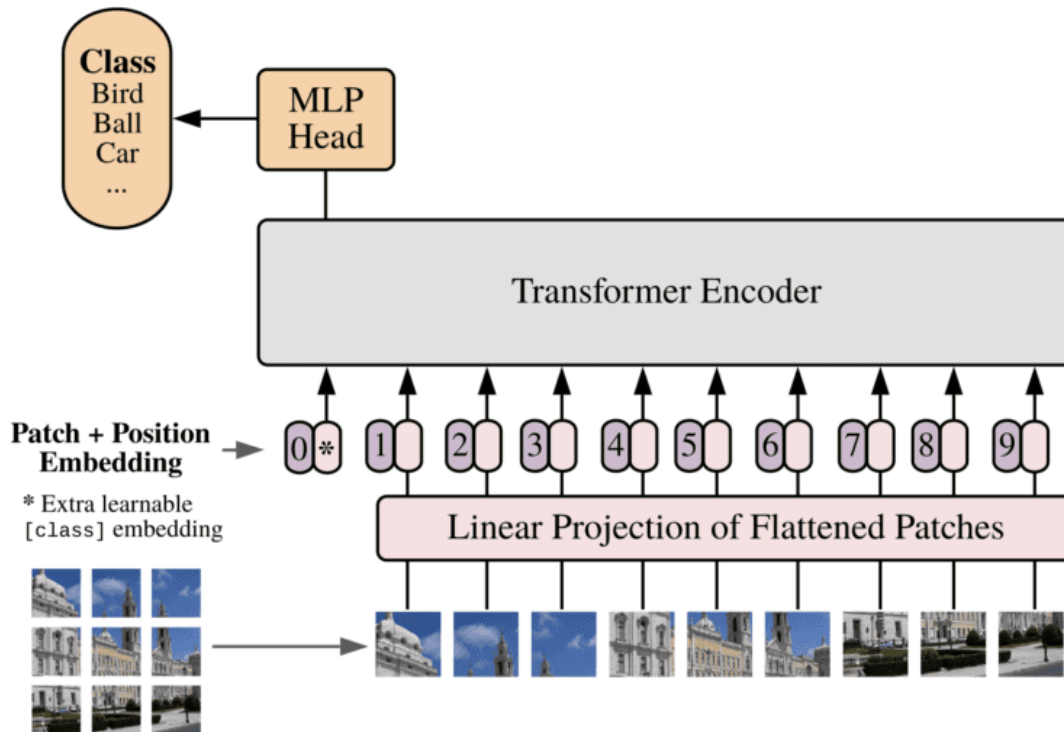 Class
Bird
Ball
Car
...
MLP
Head
Transformer Encoder
Patch + Position
Embedding
0 * 1 2 3 4 5 6 7 8 9
* Extra learnable
[class] embedding
Linear Projection of Flattened Patches